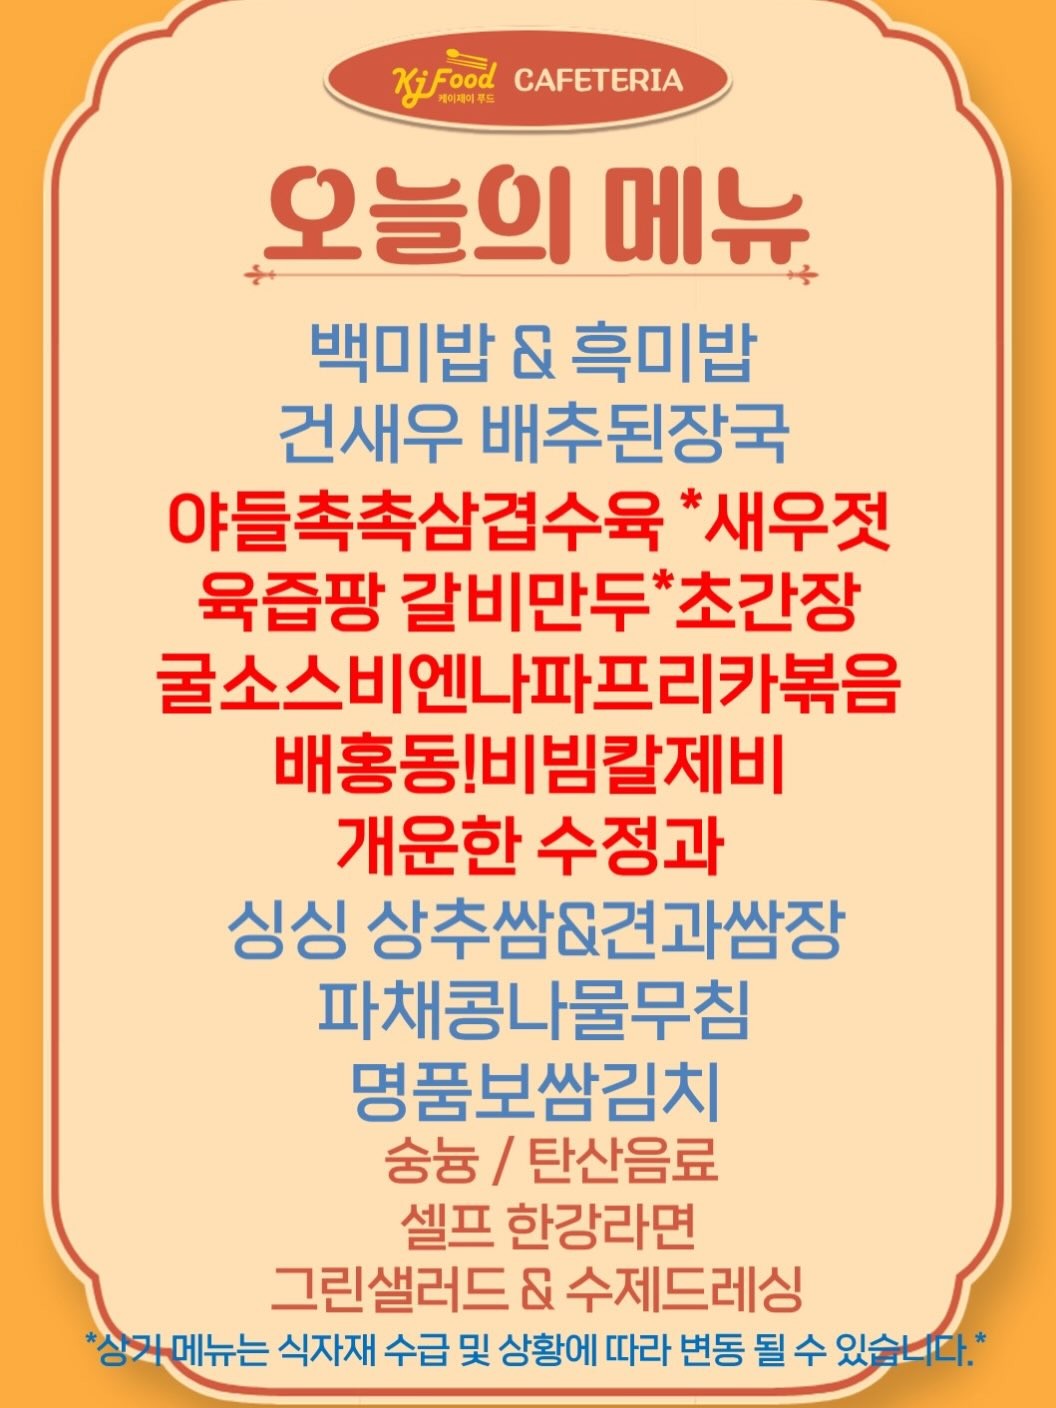 KjFood CAFETERIA
케이제이 푸드
오늘의 메뉴
백미밥 & 흑미밥
건새우 배추된장국
야들촉촉삼겹수육 *새우젓
육즙팡 갈비만두*초간장
굴소스비엔나파프리카볶음
배홍동!비빔칼제비
개운한 수정과
싱싱 상추쌈&견과쌈장
파채콩나물무침
명품보쌈김치
숭늉 / 탄산음료
셀프 한강라면
그린샐러드 & 수제드레싱
*상기 메뉴는 식자재 수급 및 상황에 따라 변동 될 수 있습니다.*